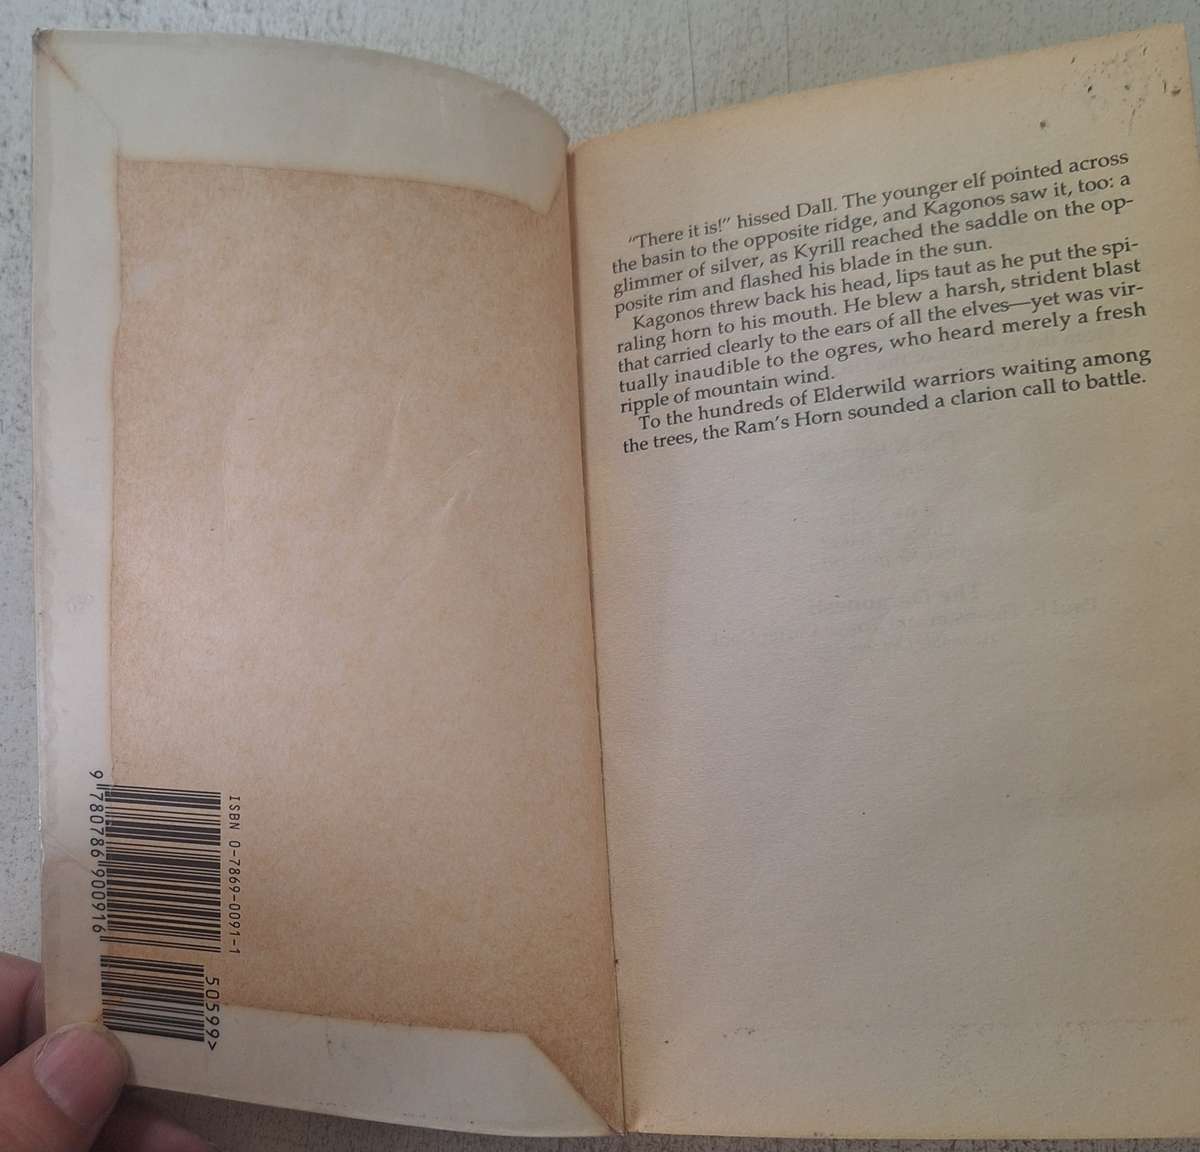 9 780786 900916
ISBN 0-7869-0091-1
50599>
"There it is!" hissed Dall. The younger elf pointed across
the basin to the opposite ridge, and Kagonos saw it, too: a
glimmer of silver, as Kyrill reached the saddle on the op-
posite rim and flashed his blade in the sun.
Kagonos threw back his head, lips taut as he put the spi-
raling horn to his mouth. He blew a harsh, strident blast
that carried clearly to the ears of all the elves—yet was vir-
tually inaudible to the ogres, who heard merely a fresh
ripple of mountain wind.
To the hundreds of Elderwild warriors waiting among
the trees, the Ram's Horn sounded a clarion call to battle.